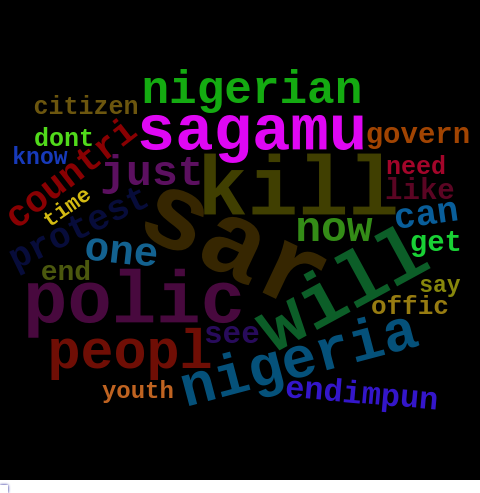 nigerian
citizen
sagamu
dont
govern
know
countri
just
kill
need
time
like
protest
sar
now
can
one
get
end
will
polic
say
offic
peopl
see
nigeria
youth
endimpun